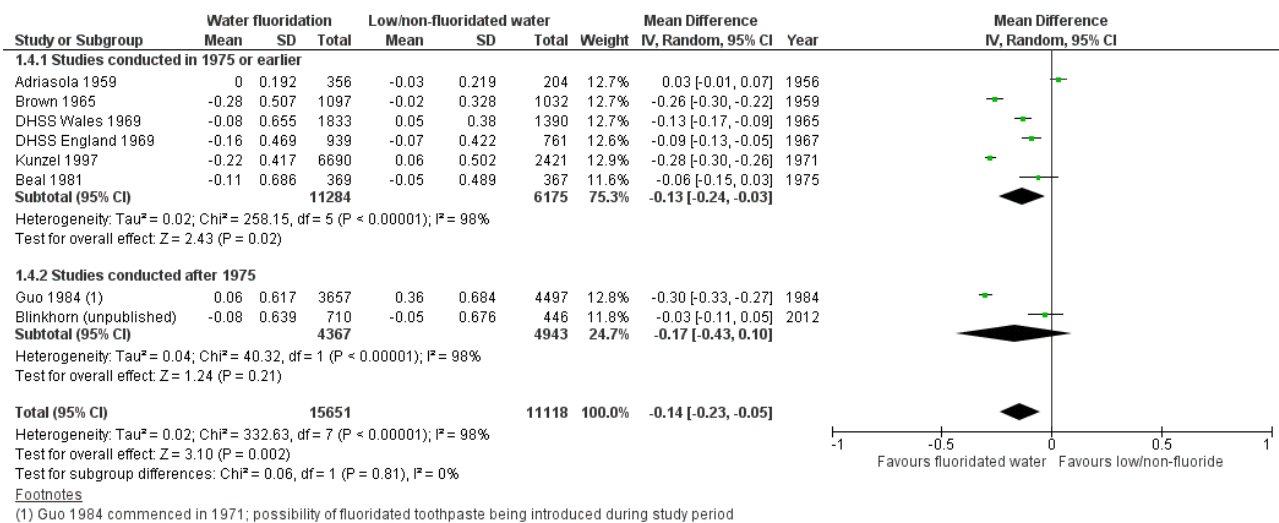 Water fluoridation Low/non-fluoridated water Mean Difference Mean Difference
Study or Subgroup Mean SD Total Mean SD Total Weight IV, Random, 95% CI Year IV, Random, 95% CI
1.4.1 Studies conducted in 1975 or earlier
Adriasola 1959 0 0.192 356 -0.03 0.219 204 12.7% 0.03 [-0.01, 0.07] 1956
Brown 1965 -0.28 0.507 1097 -0.02 0.328 1032 12.7% -0.26 [-0.30, -0.22] 1959
DHSS Wales 1969 -0.08 0.655 1833 0.05 0.38 1390 12.7% -0.13 [-0.17, -0.09] 1965
DHSS England 1969 -0.16 0.469 939 -0.07 0.422 761 12.6% -0.09 [-0.13, -0.05] 1967
Kunzel 1997 -0.22 0.417 6690 0.06 0.502 2421 12.9% -0.28 [-0.30, -0.26] 1971
Beal 1981 -0.11 0.686 369 -0.05 0.489 367 11.6% -0.06 [-0.15, 0.03] 1975
Subtotal (95% CI) 11284 6175 75.3% -0.13 [-0.24, -0.03]
Heterogeneity: Tau² = 0.02; Chi² = 258.15, df = 5 (P < 0.00001); I² = 98%
Test for overall effect: Z = 2.43 (P = 0.02)
1.4.2 Studies conducted after 1975
Guo 1984 (1) 0.06 0.617 3657 0.36 0.684 4497 12.8% -0.30 [-0.33, -0.27] 1984
Blinkhorn (unpublished) -0.08 0.639 710 -0.05 0.676 446 11.8% -0.03 [-0.11, 0.05] 2012
Subtotal (95% CI) 4367 4943 24.7% -0.17 [-0.43, 0.10]
Heterogeneity: Tau² = 0.04; Chi² = 40.32, df = 1 (P < 0.00001); I² = 98%
Test for overall effect: Z = 1.24 (P = 0.21)
Total (95% CI) 15651 11118 100.0% -0.14 [-0.23, -0.05]
Heterogeneity: Tau² = 0.02; Chi² = 332.63, df = 7 (P < 0.00001); I² = 98%
Test for overall effect: Z = 3.10 (P = 0.002)
Test for subgroup differences: Chi² = 0.06, df = 1 (P = 0.81), I² = 0%
-1 -0.5 0 0.5 1
Favours fluoridated water Favours low/non-fluoride
Footnotes
(1) Guo 1984 commenced in 1971; possibility of fluoridated toothpaste being introduced during study period